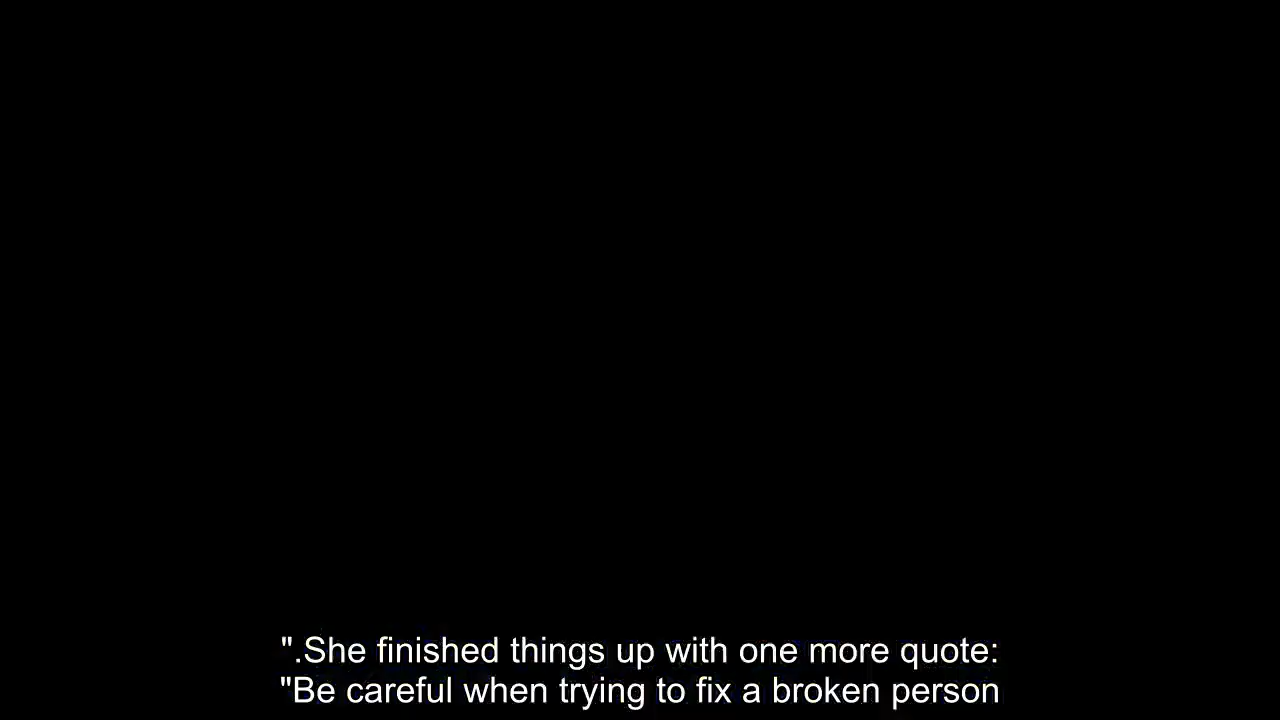 ".She finished things up with one more quote:
"Be careful when trying to fix a broken person